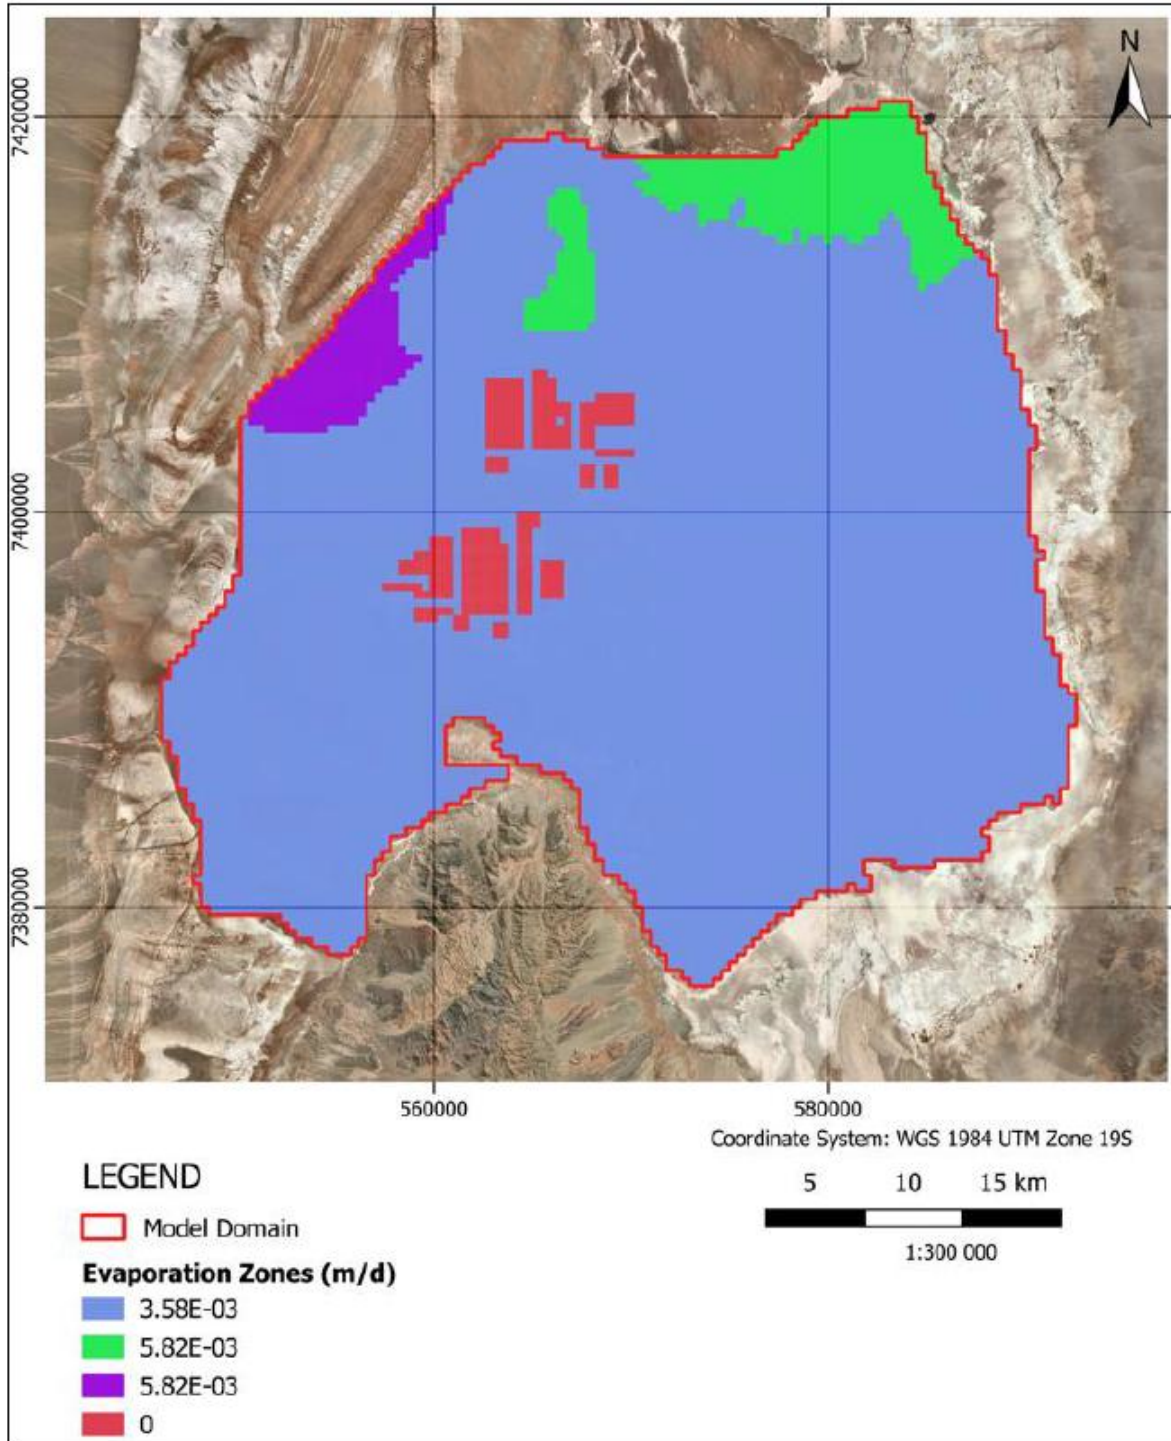 N
7420000
7400000
7380000
560000 580000
Coordinate System: WGS 1984 UTM Zone 19S
LEGEND
5 10 15 km
Model Domain
1:300 000
Evaporation Zones (m/d)
3.58E-03
5.82E-03
5.82E-03
0